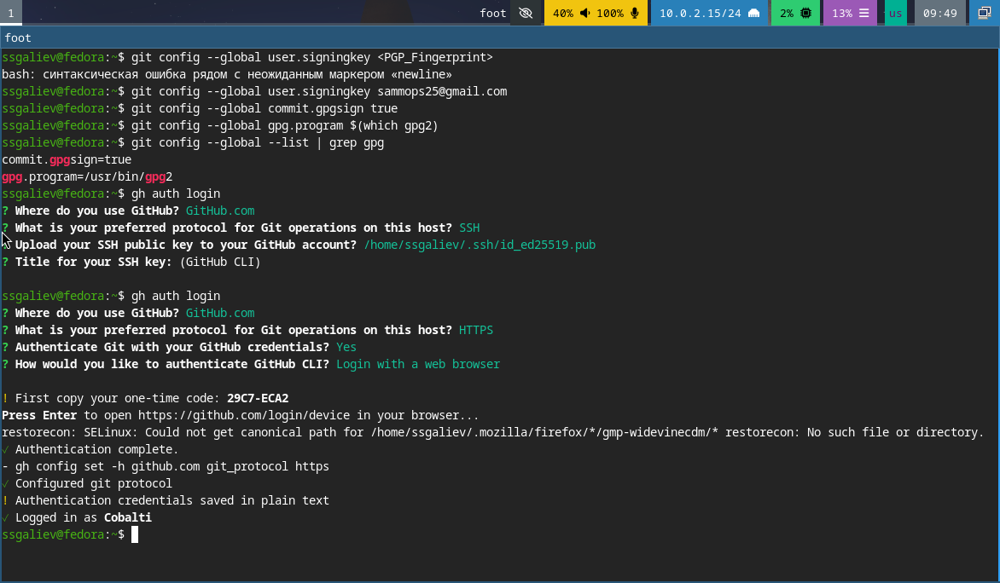 1 foot 40% 100% 10.0.2.15/24 2% 13% us 09:49
foot
ssgaliev@fedora:~$ git config --global user.signingkey <PGP_Fingerprint>
bash: синтаксическая ошибка рядом с неожиданным маркером «newline»
ssgaliev@fedora:~$ git config --global user.signingkey sammops25@gmail.com
ssgaliev@fedora:~$ git config --global commit.gpgsign true
ssgaliev@fedora:~$ git config --global gpg.program $(which gpg2)
ssgaliev@fedora:~$ git config --global --list | grep gpg
commit.gpgsign=true
gpg.program=/usr/bin/gpg2
ssgaliev@fedora:~$ gh auth login
? Where do you use GitHub? GitHub.com
? What is your preferred protocol for Git operations on this host? SSH
? Upload your SSH public key to your GitHub account? /home/ssgaliev/.ssh/id_ed25519.pub
? Title for your SSH key: (GitHub CLI)
ssgaliev@fedora:~$ gh auth login
? Where do you use GitHub? GitHub.com
? What is your preferred protocol for Git operations on this host? HTTPS
? Authenticate Git with your GitHub credentials? Yes
? How would you like to authenticate GitHub CLI? Login with a web browser
! First copy your one-time code: 29C7-ECA2
Press Enter to open https://github.com/login/device in your browser...
restorecon: SELinux: Could not get canonical path for /home/ssgaliev/.mozilla/firefox/*/gmp-widevinecdm/* restorecon: No such file or directory.
✓ Authentication complete.
- gh config set -h github.com git_protocol https
✓ Configured git protocol
! Authentication credentials saved in plain text
✓ Logged in as Cobalti
ssgaliev@fedora:~$